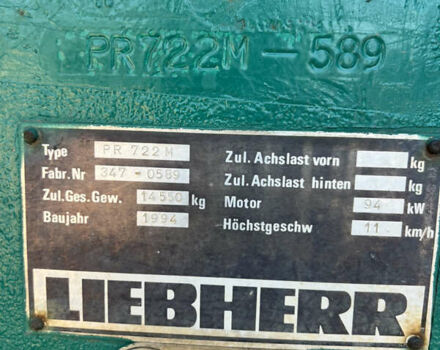 PR722M-589
Type PR 722 M
Fabr.Nr 347-0589
Zul.Ges.Gew. 14550 kg
Baujahr 1994
Zul. Achslast vorn kg
Zul. Achslast hinten kg
Motor 94 kW
Höchstgeschw 11 km/h
LIEBHERR